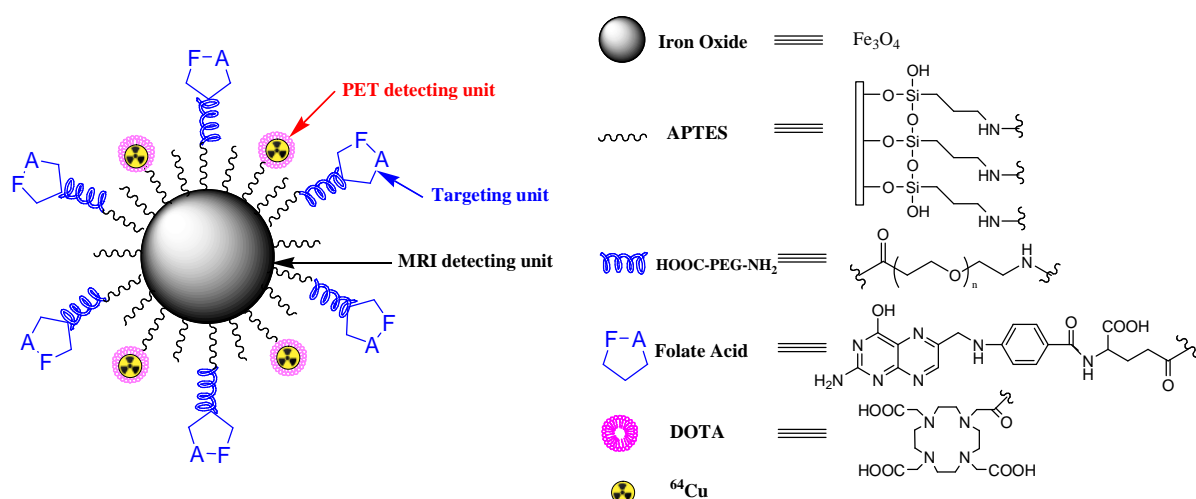 F-A
PET detecting unit
A
F
F
A
Targeting unit
MRI detecting unit
A
F
F
A
A-F
Iron Oxide
Fe3O4
APTES
OH
O
Si
HN
O
O
Si
HN
O
O
Si
HN
OH
HOOC-PEG-NH2
O
O
n
H
N
F-A
Folate Acid
OH
N
N
H2N
N
N
NH
O
N
H
COOH
O
DOTA
HOOC
N
N
O
N
N
HOOC
COOH
64Cu